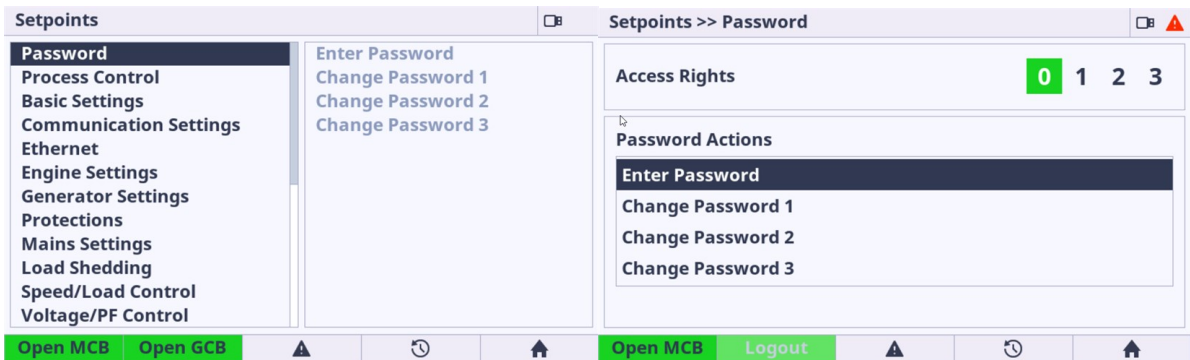 Setpoints
Password
Process Control
Basic Settings
Communication Settings
Ethernet
Engine Settings
Generator Settings
Protections
Mains Settings
Load Shedding
Speed/Load Control
Voltage/PF Control
Enter Password
Change Password 1
Change Password 2
Change Password 3
Open MCB Open GCB
Setpoints >> Password
Access Rights 0 1 2 3
Password Actions
Enter Password
Change Password 1
Change Password 2
Change Password 3
Open MCB Logout